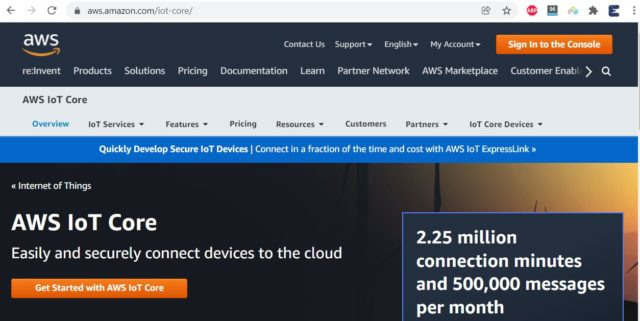 aws.amazon.com/iot-core/
ABP
aws
Contact Us Support English My Account Sign In to the Console
re:Invent Products Solutions Pricing Documentation Learn Partner Network AWS Marketplace Customer Enabl
AWS IoT Core
Overview IoT Services Features Pricing Resources Customers Partners IoT Core Devices
Quickly Develop Secure IoT Devices | Connect in a fraction of the time and cost with AWS IoT ExpressLink »
« Internet of Things
AWS IoT Core
Easily and securely connect devices to the cloud
Get Started with AWS IoT Core
2.25 million
connection minutes
and 500,000 messages
per month